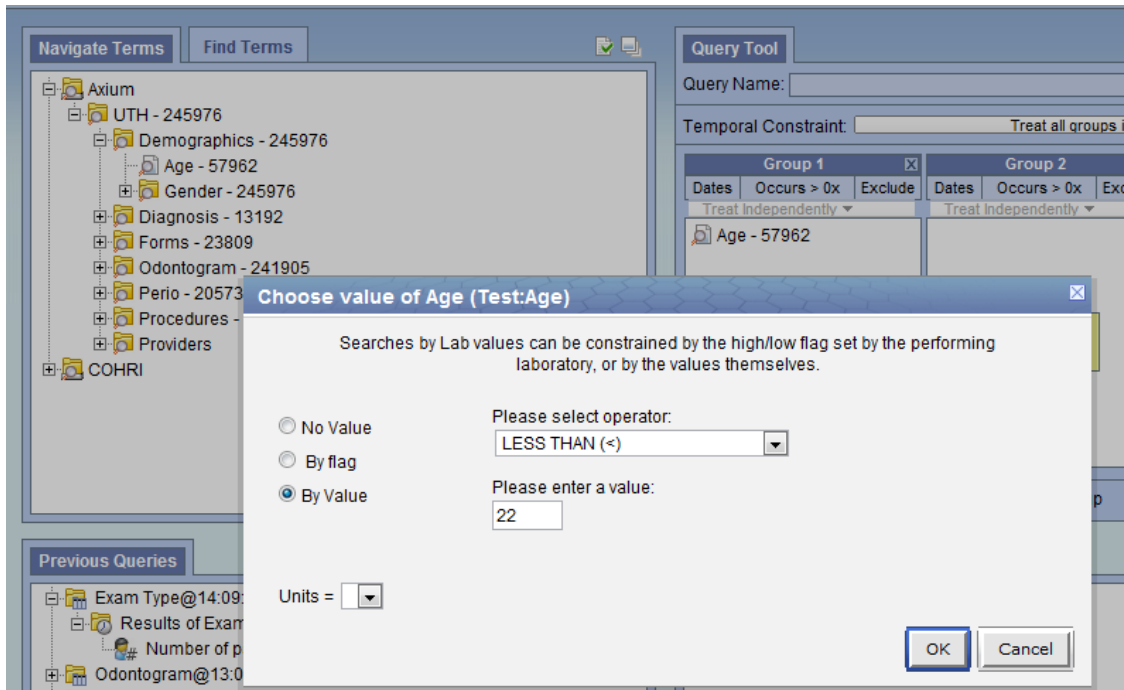 Navigate Terms
Find Terms
Axium
UTH - 245976
Demographics - 245976
Age - 57962
Gender - 245976
Diagnosis - 13192
Forms - 23809
Odontogram - 241905
Perio - 20573
Procedures -
Providers
COHRI
Query Tool
Query Name:
Temporal Constraint:
Treat all groups i
Group 1
Group 2
Dates Occurs > 0x Exclude
Dates Occurs > 0x Exc
Treat Independently
Treat Independently
Age - 57962
p
Choose value of Age (Test:Age)
Searches by Lab values can be constrained by the high/low flag set by the performing
laboratory, or by the values themselves.
No Value
By flag
By Value
Please select operator:
LESS THAN (<)
Please enter a value:
22
Units =
OK
Cancel
Previous Queries
Exam Type@14:09:
Results of Exam
Number of p
Odontogram@13:0